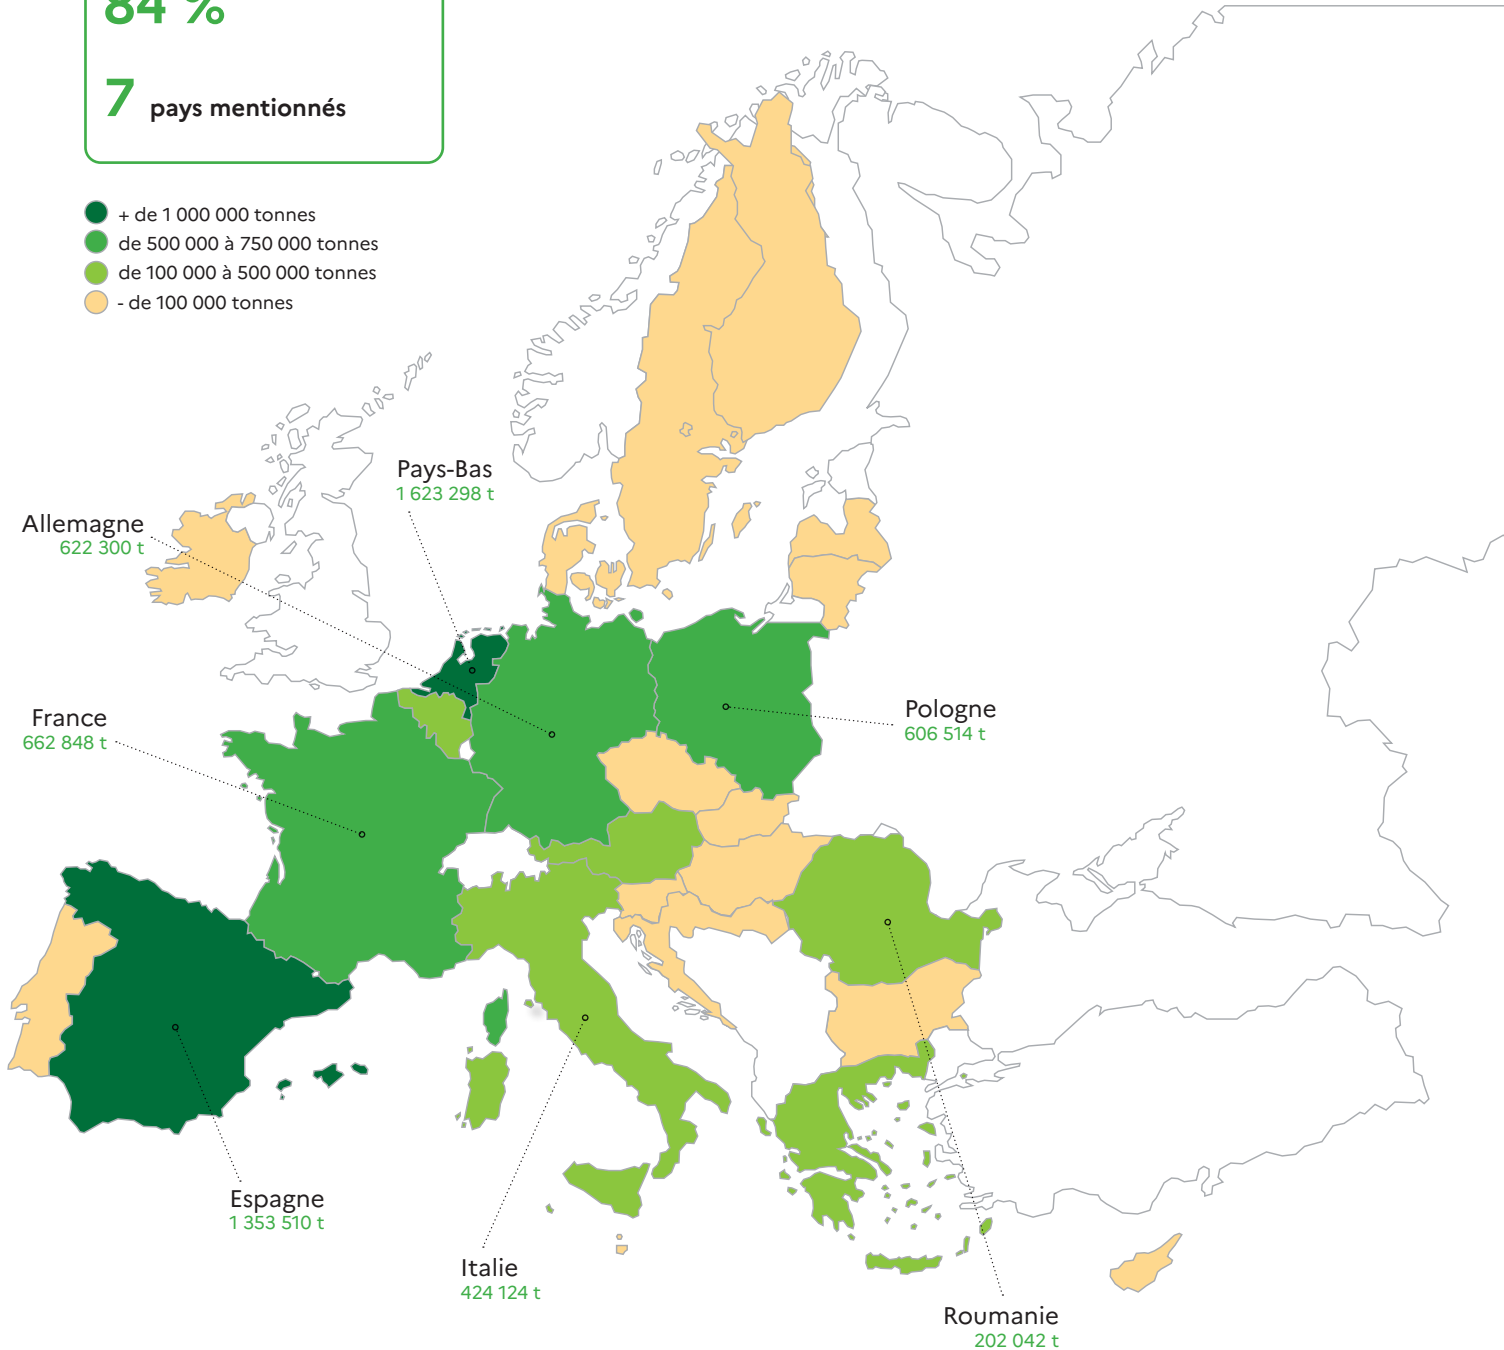 84 %
7 pays mentionnés
+ de 1 000 000 tonnes
de 500 000 à 750 000 tonnes
de 100 000 à 500 000 tonnes
- de 100 000 tonnes
Pays-Bas
1 623 298 t
Allemagne
622 300 t
France
662 848 t
Pologne
606 514 t
Espagne
1 353 510 t
Italie
424 124 t
Roumanie
202 042 t